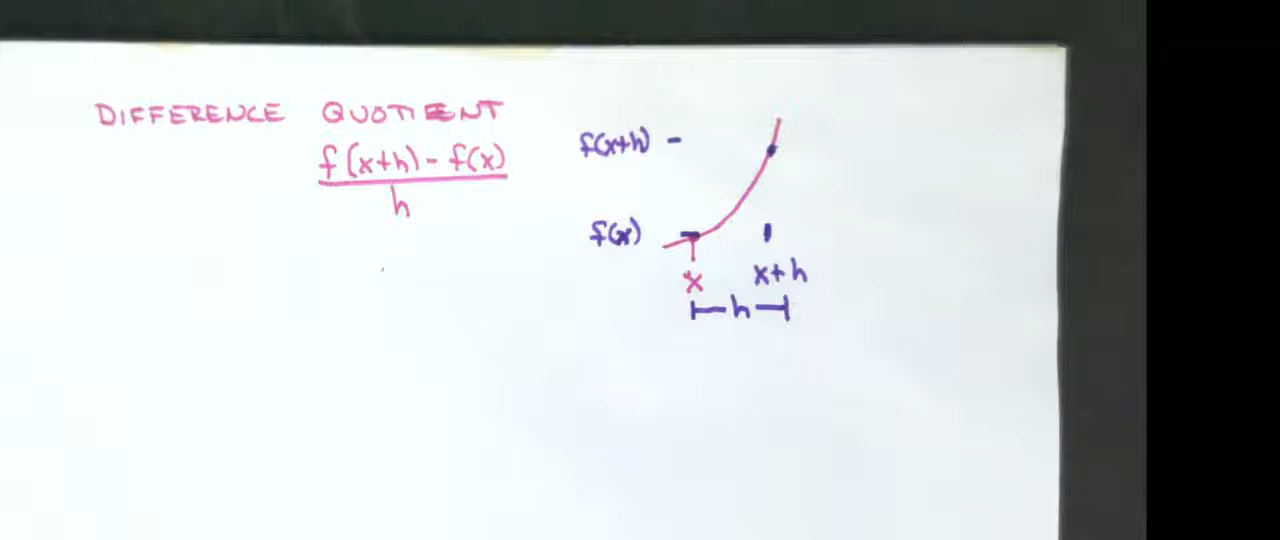 DIFFERENCE QUOTIENT
f(x+h) - f(x)
h
f(x+h) -
f(x)
x
x+h
h